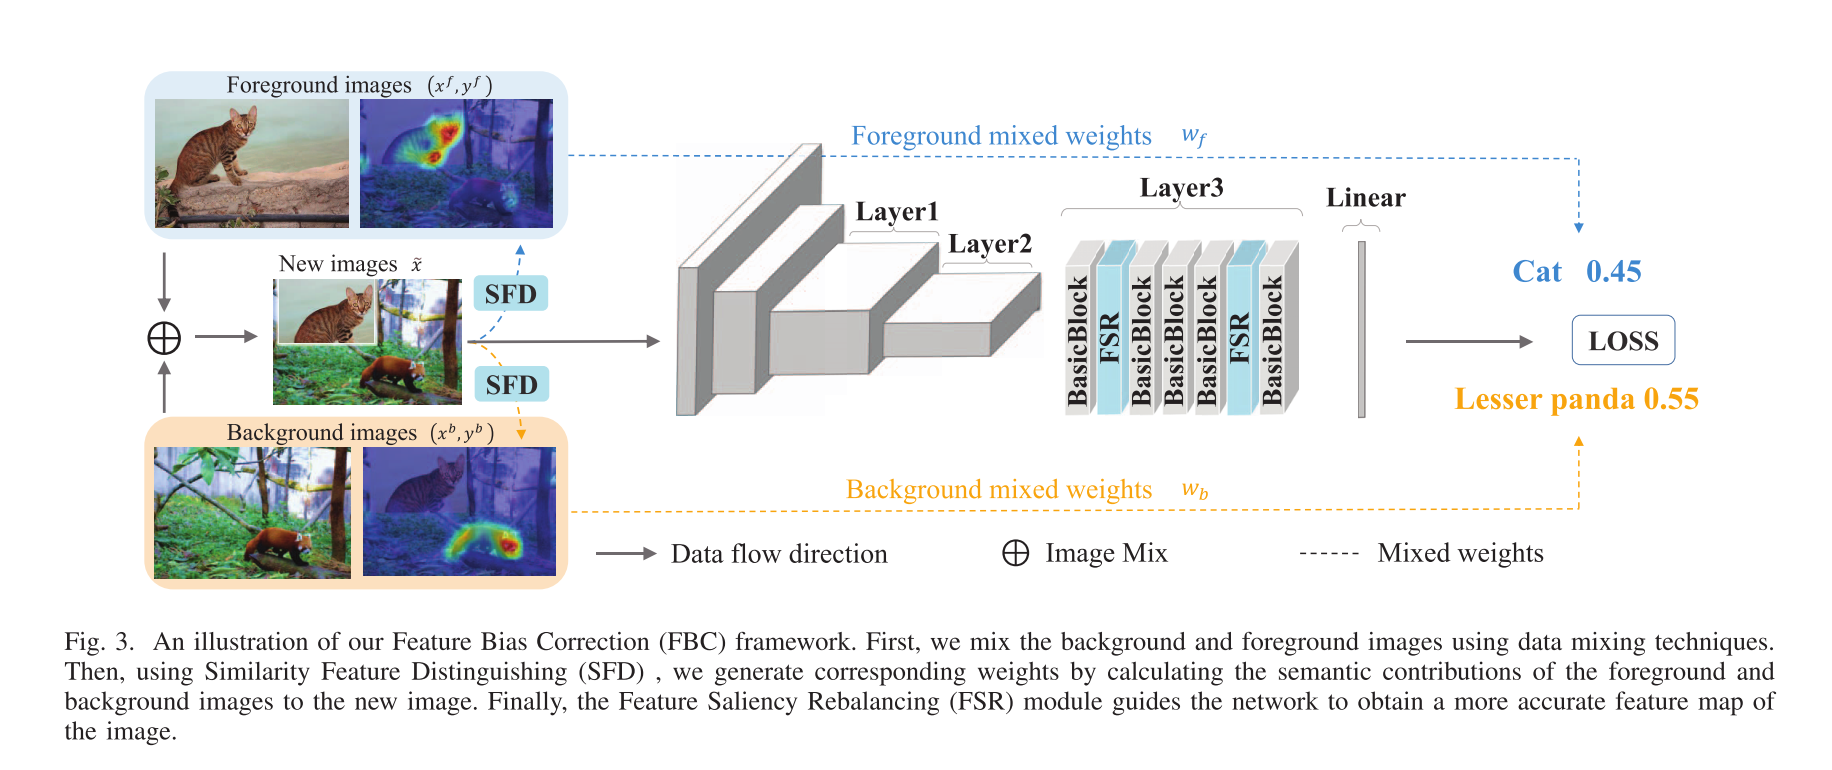 Foreground images (xᶠ, yᶠ)
Foreground mixed weights w_f
Layer3
Linear
Layer1
Layer2
New images x̃
SFD
SFD
BasicBlock
FSR
BasicBlock
BasicBlock
BasicBlock
FSR
BasicBlock
Cat 0.45
LOSS
Lesser panda 0.55
Background images (xᵇ, yᵇ)
Background mixed weights w_b
Data flow direction
Image Mix
Mixed weights
Fig. 3. An illustration of our Feature Bias Correction (FBC) framework. First, we mix the background and foreground images using data mixing techniques.
Then, using Similarity Feature Distinguishing (SFD) , we generate corresponding weights by calculating the semantic contributions of the foreground and
background images to the new image. Finally, the Feature Saliency Rebalancing (FSR) module guides the network to obtain a more accurate feature map of
the image.